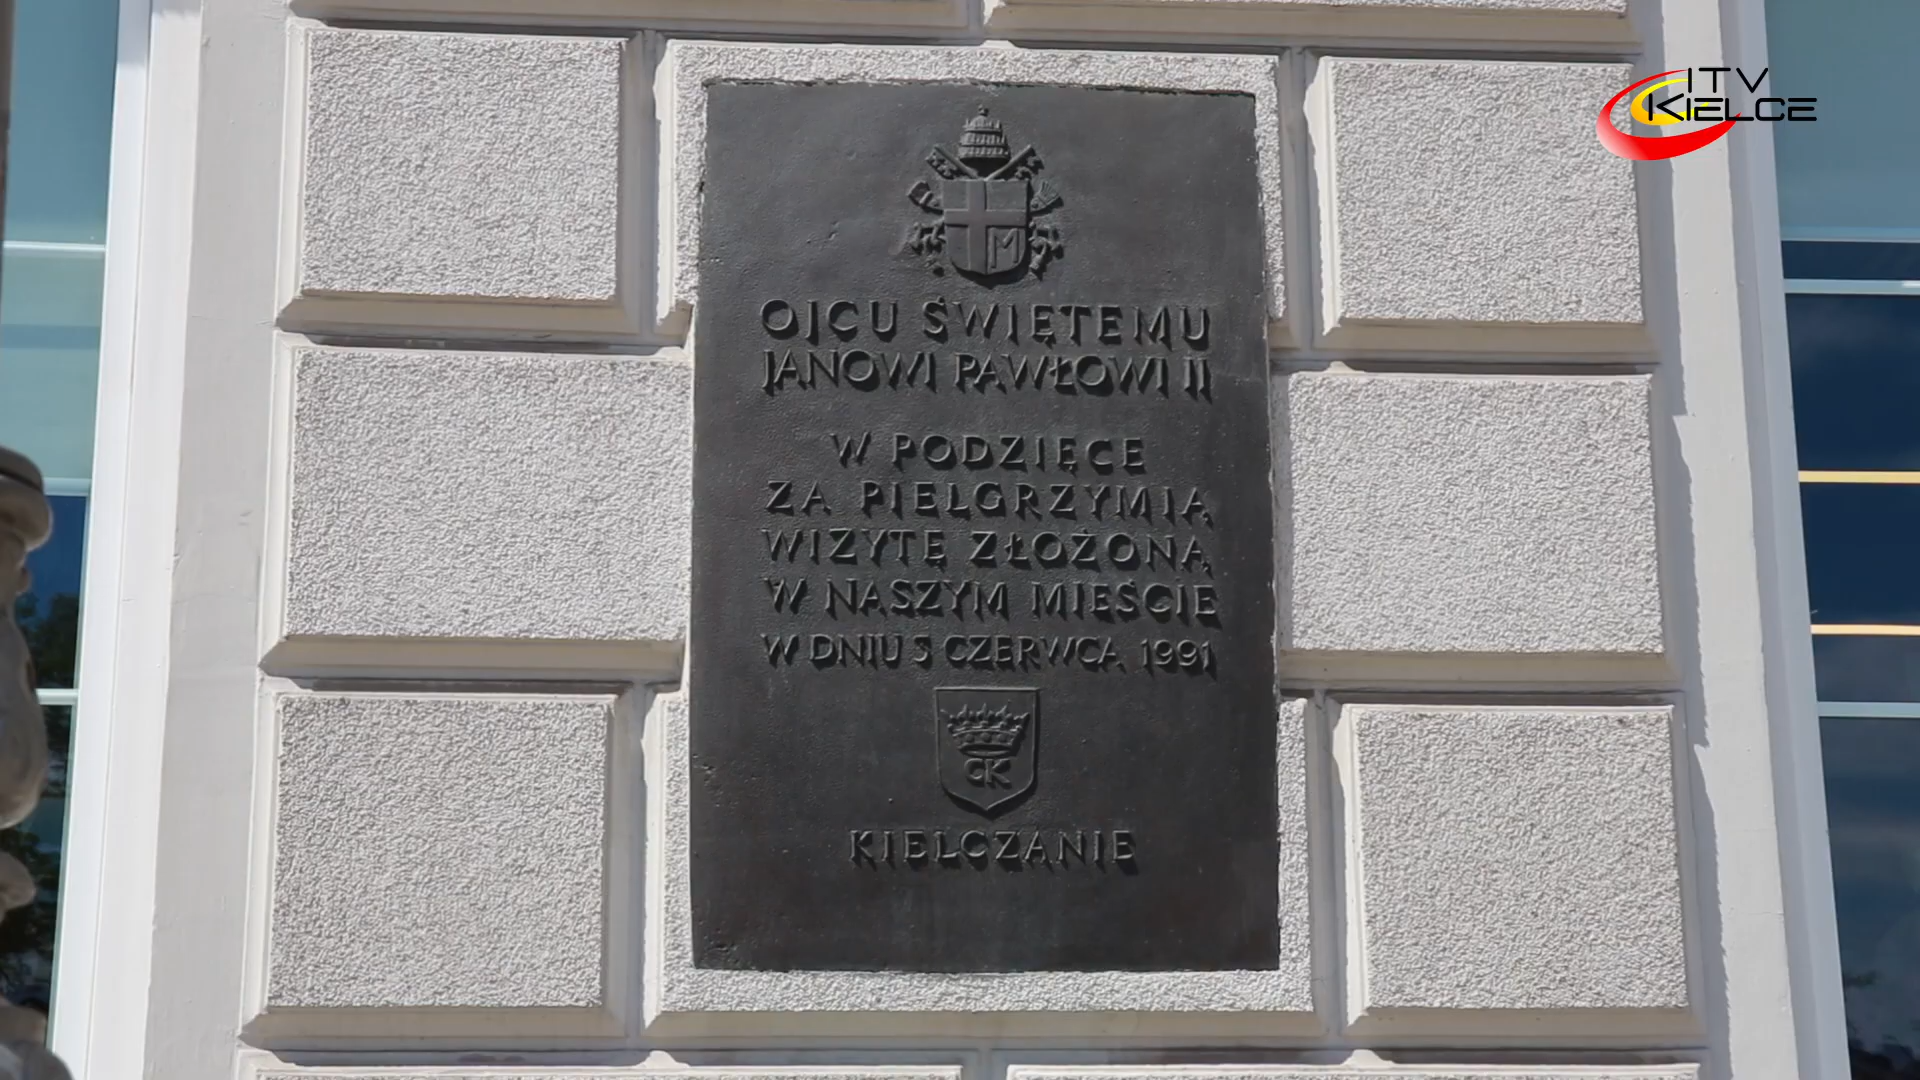 ITV
KIELCE
M
OJCU ŚWIĘTEMU
JANOWI PAWŁOWI II
W PODZIĘCE
ZA PIELGRZYMIĄ
WIZYTĘ ZŁOŻONĄ
W NASZYM MIEŚCIE
W DNIU 3 CZERWCA 1991
CK
KIELCZANIE